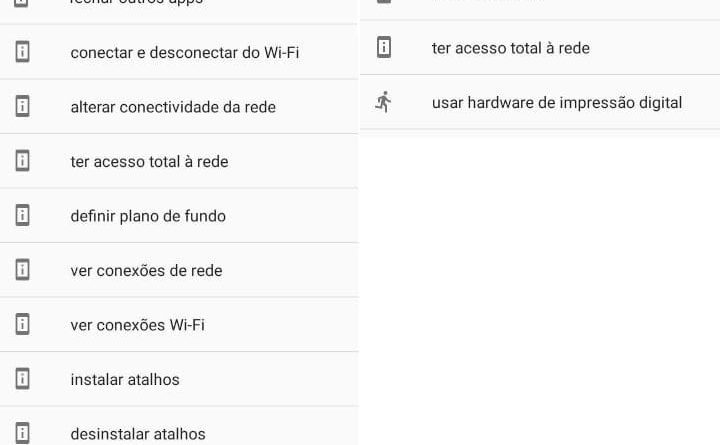 fechar outros apps
conectar e desconectar do Wi-Fi
alterar conectividade da rede
ter acesso total à rede
definir plano de fundo
ver conexões de rede
ver conexões Wi-Fi
instalar atalhos
desinstalar atalhos
ter acesso total à rede
usar hardware de impressão digital